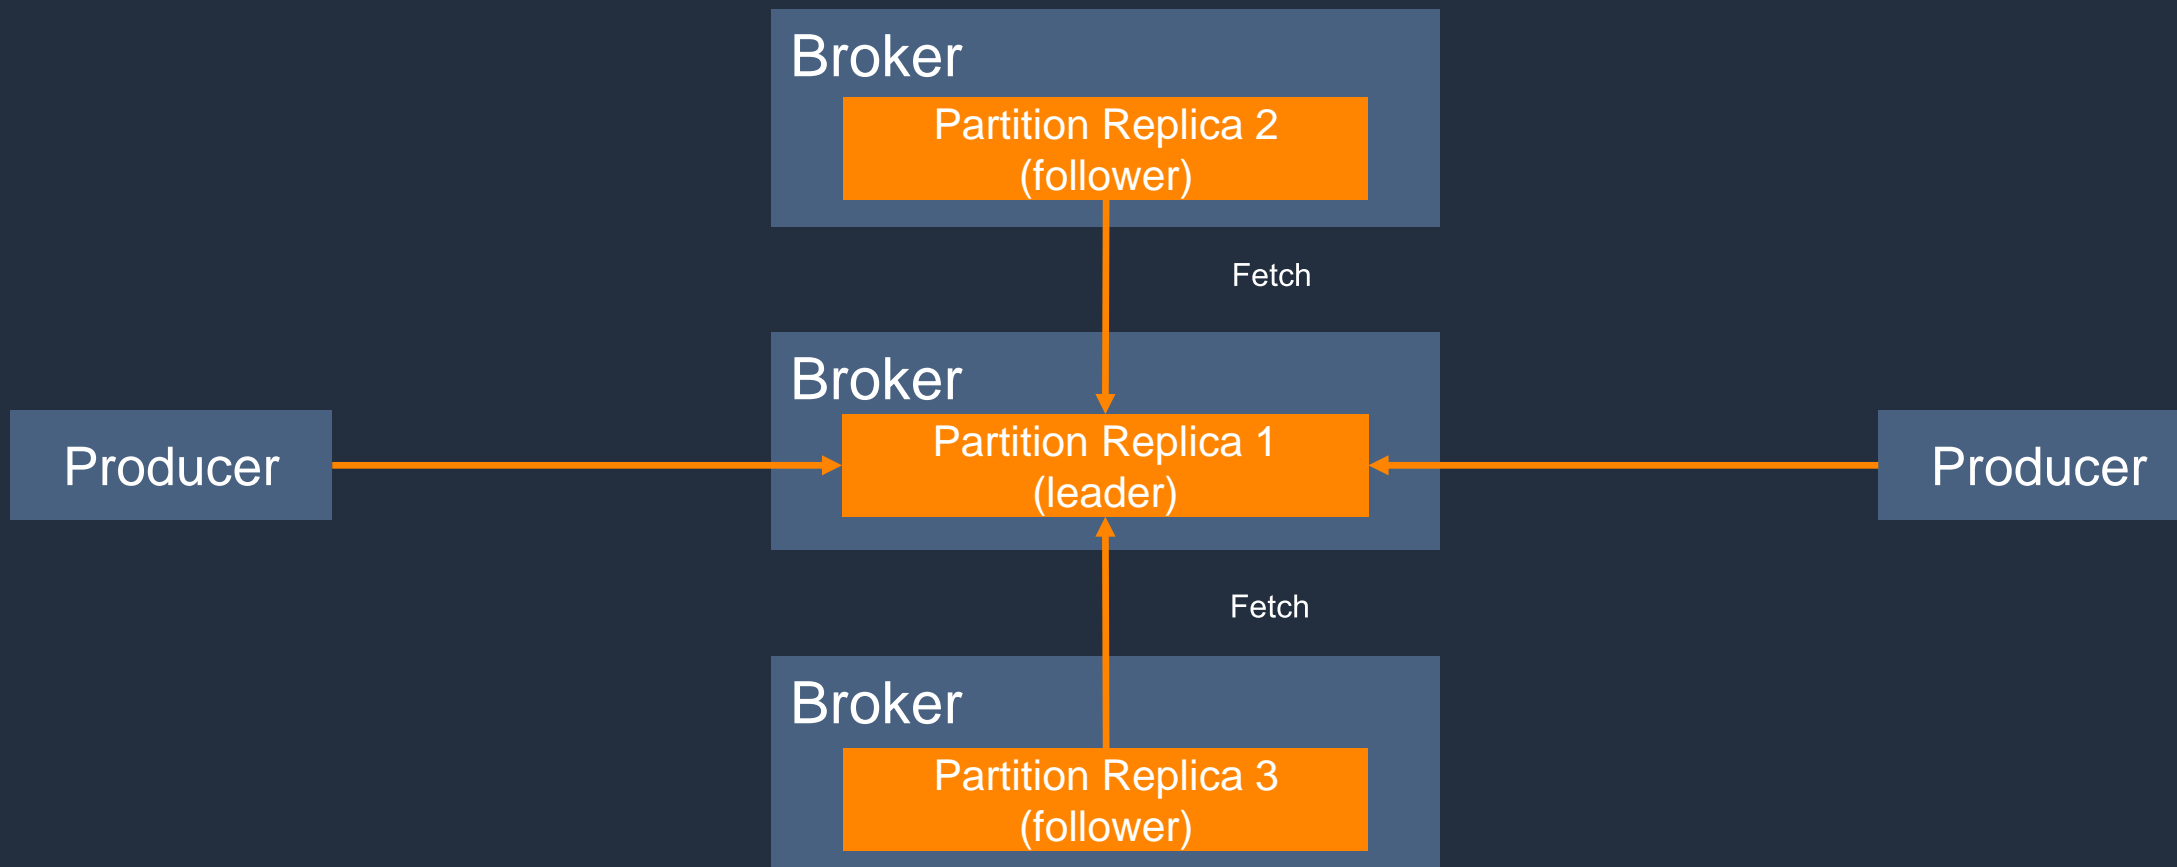 Broker
Partition Replica 2
(follower)
Fetch
Broker
Partition Replica 1
(leader)
Producer
Producer
Fetch
Broker
Partition Replica 3
(follower)